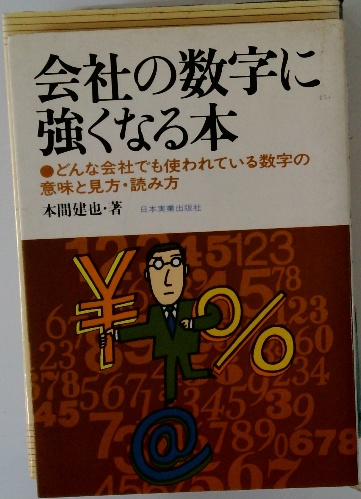 会社の数字に
強くなる本
●どんな会社でも使われている数字の
意味と見方・読み方
本間建也・著 日本実業出版社
¥
%
@